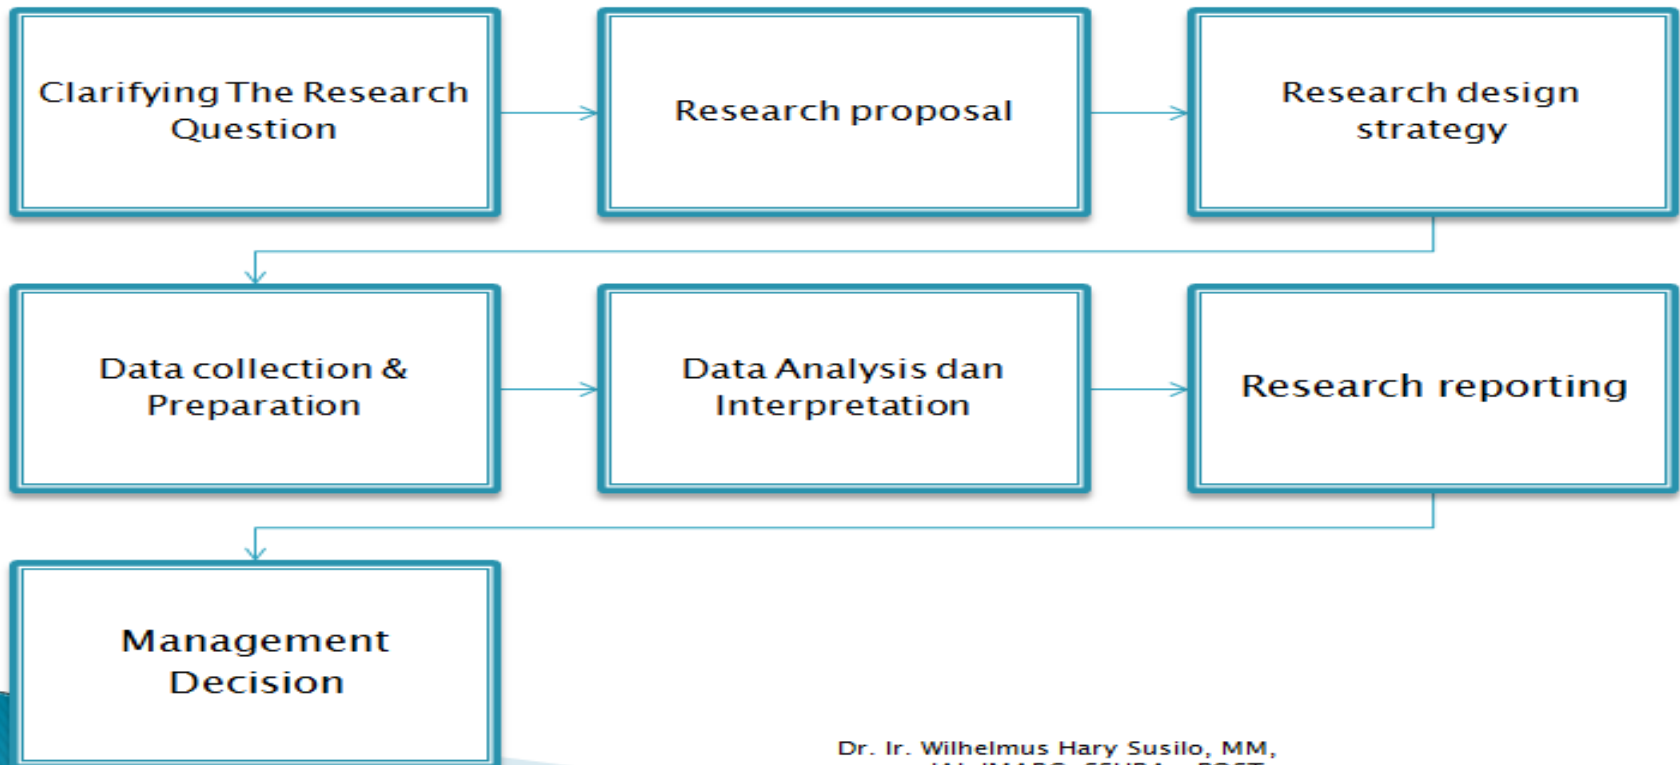 Clarifying The Research
Question
Research proposal
Research design
strategy
Data collection &
Preparation
Data Analysis dan
Interpretation
Research reporting
Management
Decision
Dr. Ir. Wilhelmus Hary Susilo, MM,